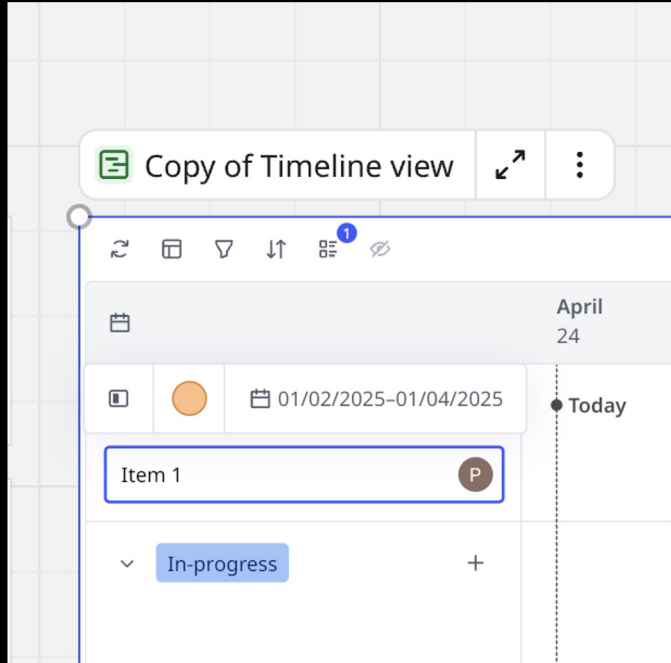 Copy of Timeline view
1
April
24
01/02/2025–01/04/2025
Today
Item 1
P
In-progress